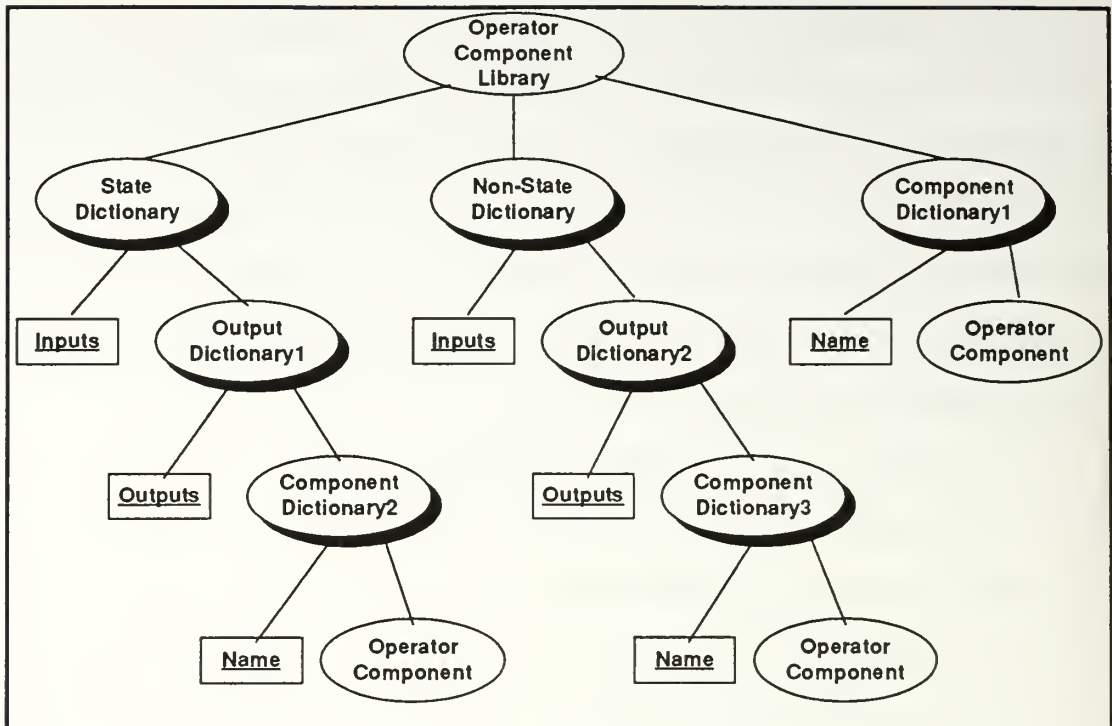 Operator
Component
Library
State
Dictionary
Non-State
Dictionary
Component
Dictionary1
Inputs
Output
Dictionary1
Inputs
Output
Dictionary2
Name
Operator
Component
Outputs
Component
Dictionary2
Outputs
Component
Dictionary3
Name
Operator
Component
Name
Operator
Component